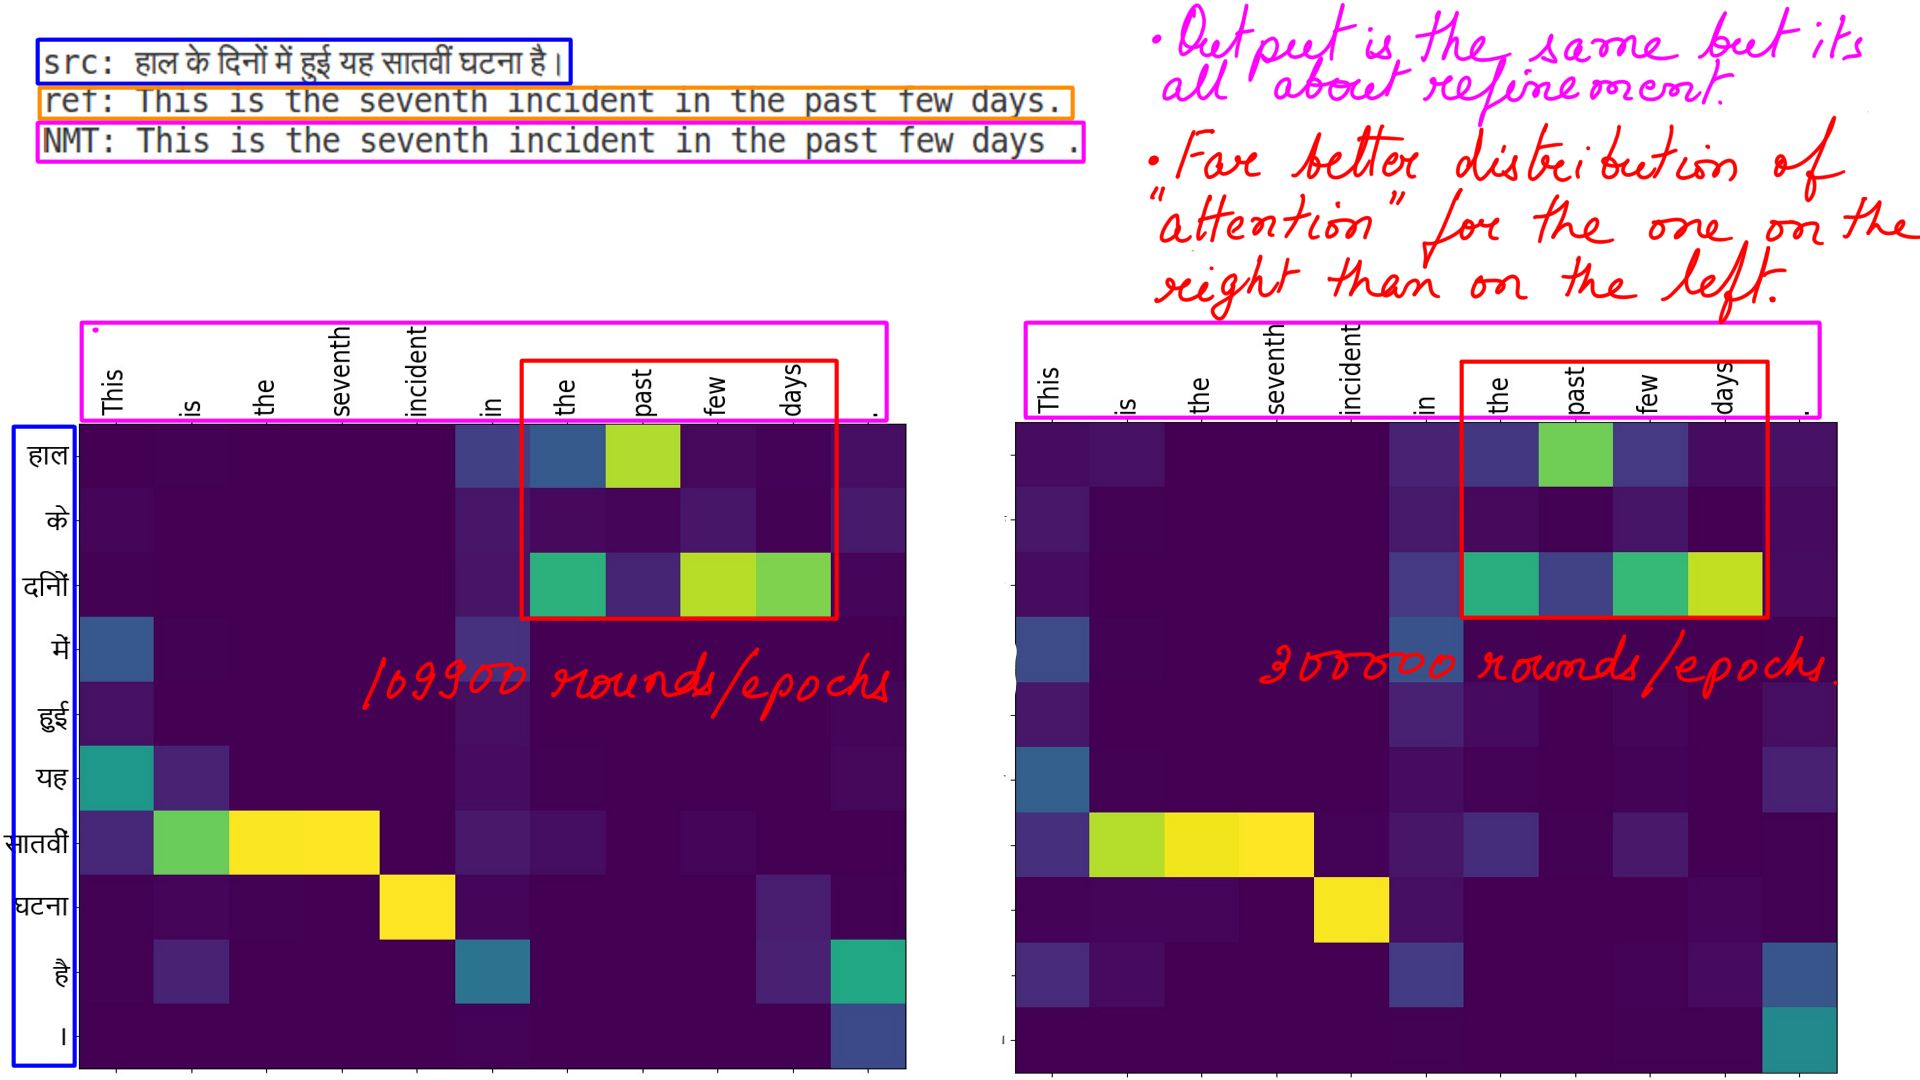 src: हाल के दिनों में हुई यह सातवीं घटना है।
ref: This is the seventh incident in the past few days.
NMT: This is the seventh incident in the past few days .
• Output is the same but its
all about refinement.
• Far better distribution of
"attention" for the one on the
right than on the left.
This is the seventh incident in the past few days .
हाल
के
दिनों
में
हुई
यह
सातवीं
घटना
है
।
109900 rounds/epochs
This is the seventh incident in the past few days .
300000 rounds/epochs.